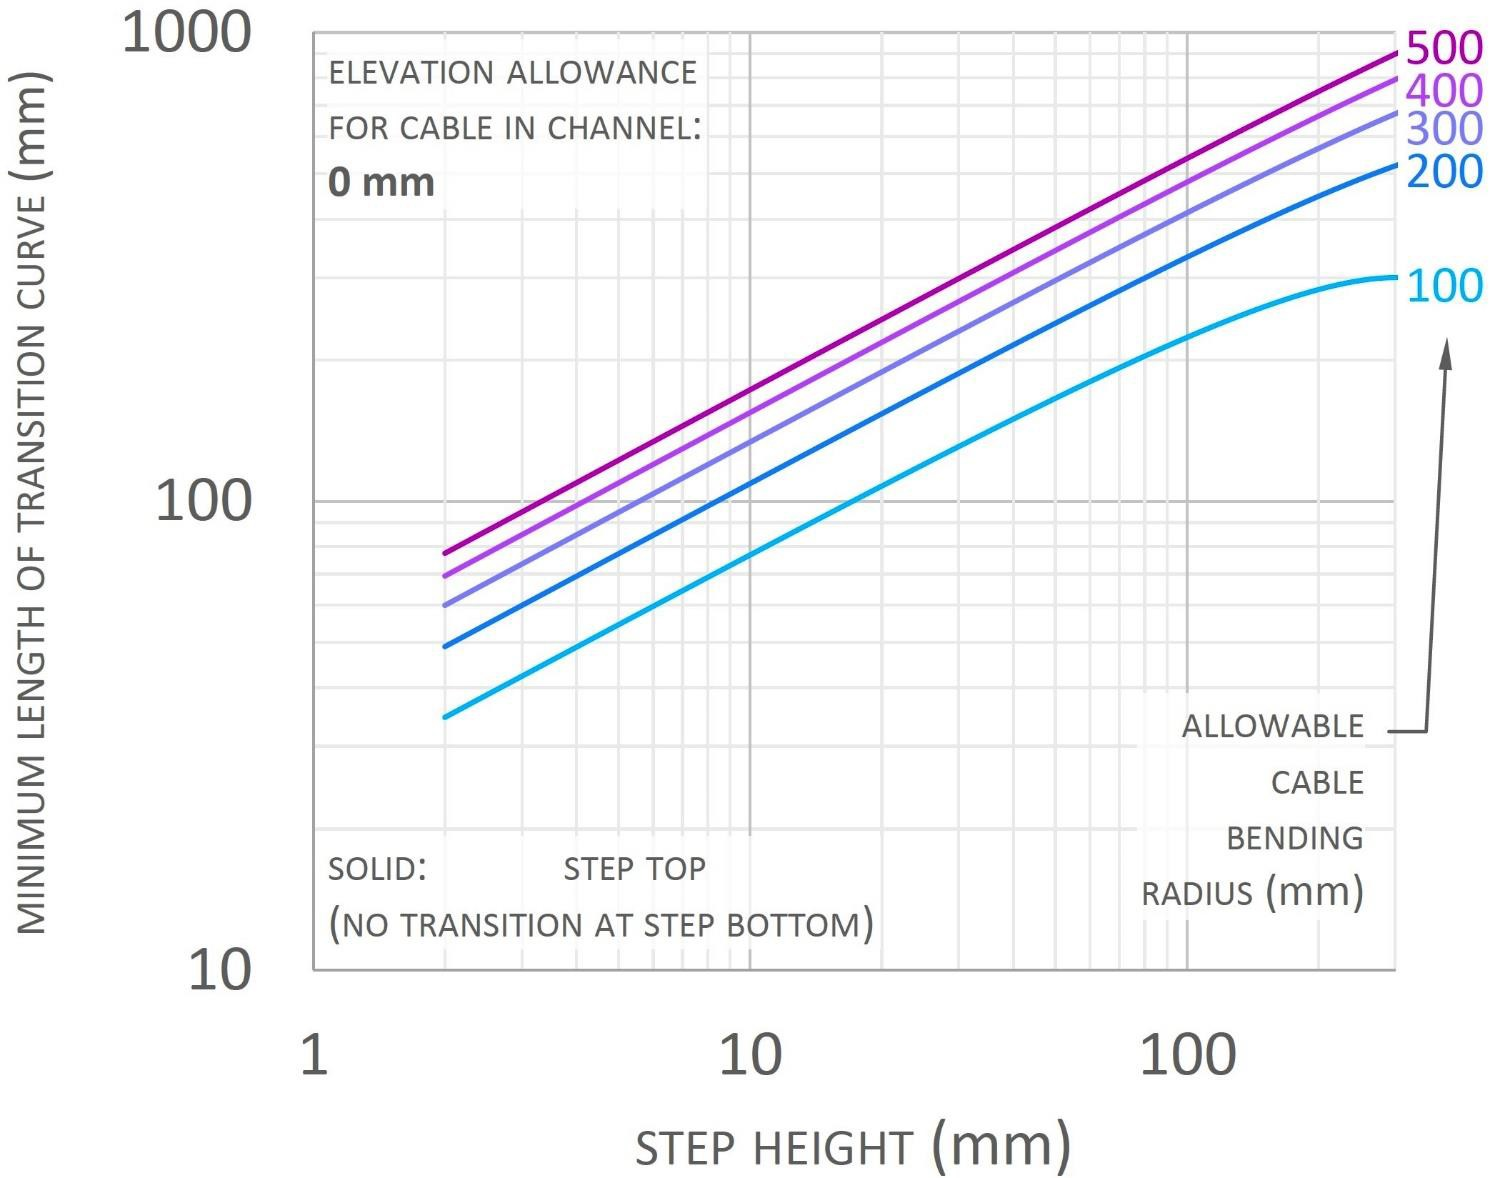 MINIMUM LENGTH OF TRANSITION CURVE (mm)
1000
100
10
ELEVATION ALLOWANCE
FOR CABLE IN CHANNEL:
0 mm
500
400
300
200
100
ALLOWABLE
CABLE
BENDING
RADIUS (mm)
SOLID: STEP TOP
(NO TRANSITION AT STEP BOTTOM)
1 10 100
STEP HEIGHT (mm)